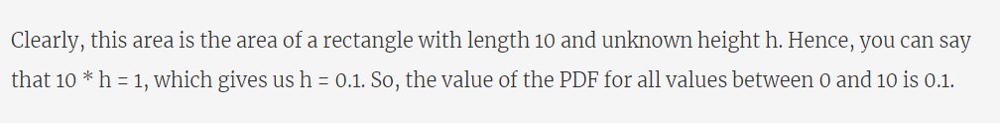 Clearly, this area is the area of a rectangle with length 10 and unknown height h. Hence, you can say
that 10 * h = 1, which gives us h = 0.1. So, the value of the PDF for all values between 0 and 10 is 0.1.